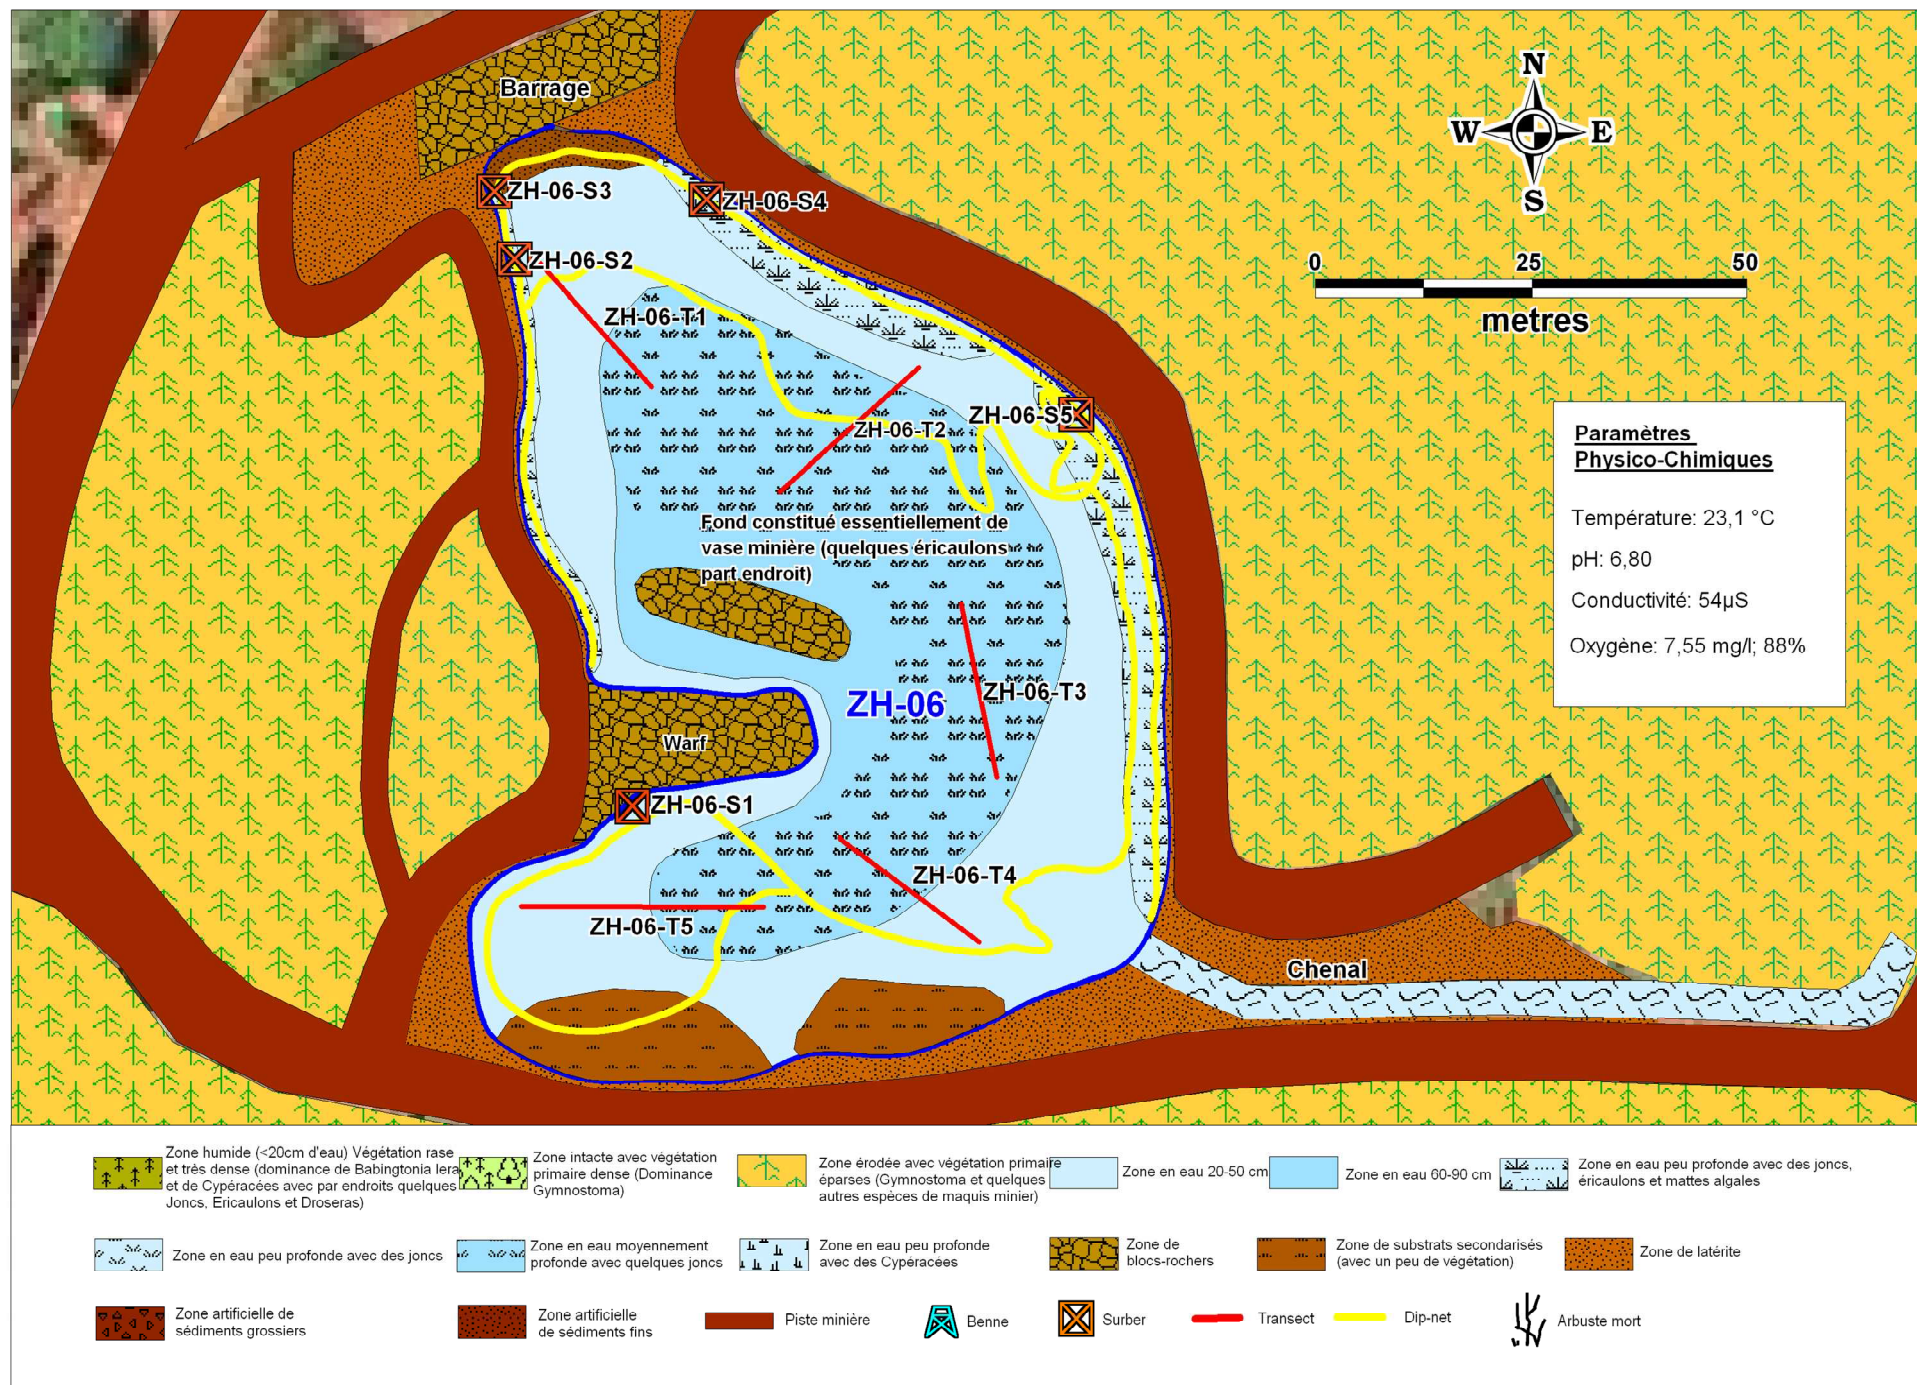 Barrage
N
W
E
S
ZH-06-S3
ZH-06-S4
ZH-06-S2
0
25
50
metres
ZH-06-T1
ZH-06-S5
ZH-06-T2
Paramètres
Physico-Chimiques
Température: 23,1 °C
pH: 6,80
Conductivité: 54µS
Oxygène: 7,55 mg/l; 88%
Fond constitué essentiellement de
vase minière (quelques éricaulons
part endroit)
ZH-06
ZH-06-T3
Warf
ZH-06-S1
ZH-06-T4
ZH-06-T5
Chenal
Zone humide (<20cm d'eau) Végétation rase
et très dense (dominance de Babingtonia lera
et de Cypéracées avec par endroits quelques
Joncs, Ericaulons et Droseras)
Zone intacte avec végétation
primaire dense (Dominance
Gymnostoma)
Zone érodée avec végétation primaire
éparses (Gymnostoma et quelques
autres espèces de maquis minier)
Zone en eau 20-50 cm
Zone en eau 60-90 cm
Zone en eau peu profonde avec des joncs,
éricaulons et mattes algales
Zone en eau peu profonde avec des joncs
Zone en eau moyennement
profonde avec quelques joncs
Zone en eau peu profonde
avec des Cypéracées
Zone de
blocs-rochers
Zone de substrats secondarisés
(avec un peu de végétation)
Zone de latérite
Zone artificielle de
sédiments grossiers
Zone artificielle
de sédiments fins
Piste minière
Benne
Surber
Transect
Dip-net
Arbuste mort